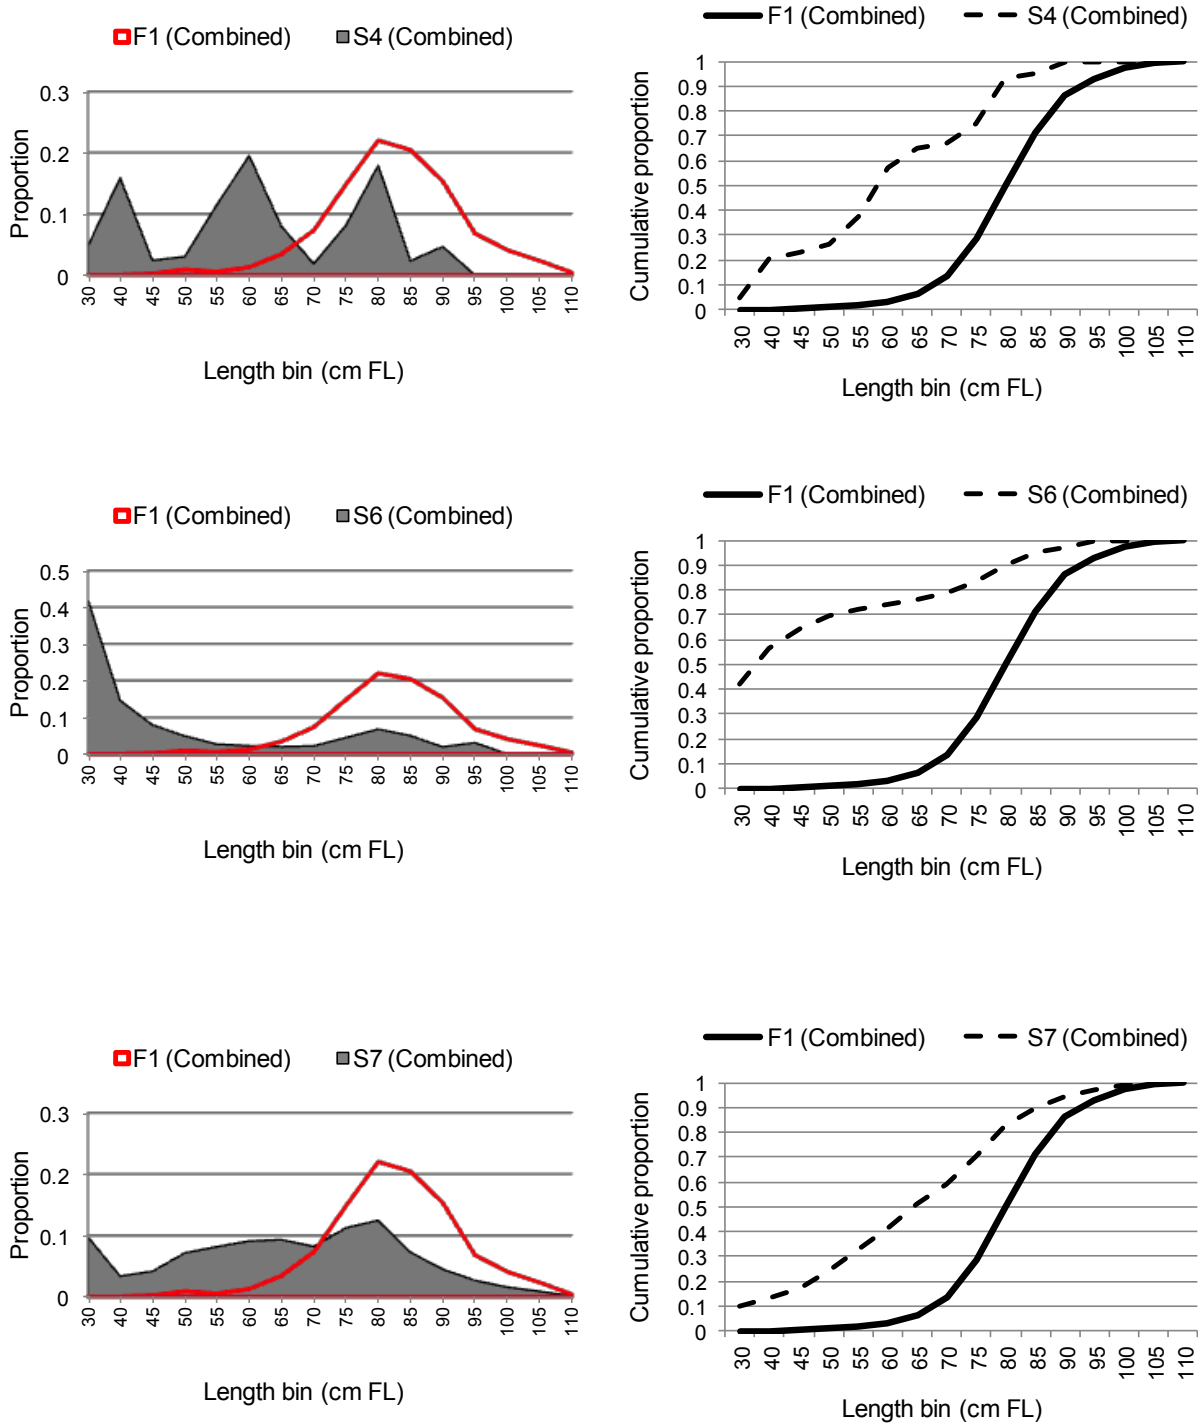 F1 (Combined) S4 (Combined)
Proportion
0.3
0.2
0.1
0
30 40 45 50 55 60 65 70 75 80 85 90 95 100 105 110
Length bin (cm FL)
F1 (Combined) S4 (Combined)
Cumulative proportion
1
0.9
0.8
0.7
0.6
0.5
0.4
0.3
0.2
0.1
0
30 40 45 50 55 60 65 70 75 80 85 90 95 100 105 110
Length bin (cm FL)
F1 (Combined) S6 (Combined)
Proportion
0.5
0.4
0.3
0.2
0.1
0
30 40 45 50 55 60 65 70 75 80 85 90 95 100 105 110
Length bin (cm FL)
F1 (Combined) S6 (Combined)
Cumulative proportion
1
0.9
0.8
0.7
0.6
0.5
0.4
0.3
0.2
0.1
0
30 40 45 50 55 60 65 70 75 80 85 90 95 100 105 110
Length bin (cm FL)
F1 (Combined) S7 (Combined)
Proportion
0.3
0.2
0.1
0
30 40 45 50 55 60 65 70 75 80 85 90 95 100 105 110
Length bin (cm FL)
F1 (Combined) S7 (Combined)
Cumulative proportion
1
0.9
0.8
0.7
0.6
0.5
0.4
0.3
0.2
0.1
0
30 40 45 50 55 60 65 70 75 80 85 90 95 100 105 110
Length bin (cm FL)